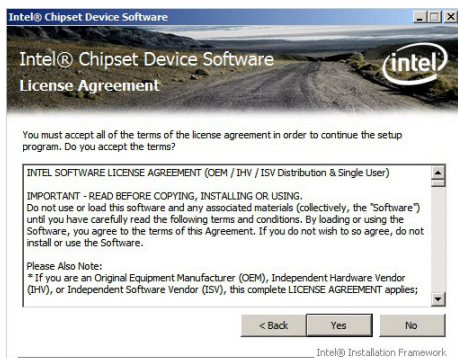 Intel® Chipset Device Software
Intel® Chipset Device Software
License Agreement
intel
You must accept all of the terms of the license agreement in order to continue the setup
program. Do you accept the terms?
INTEL SOFTWARE LICENSE AGREEMENT (OEM / IHV / ISV Distribution & Single User)
IMPORTANT - READ BEFORE COPYING, INSTALLING OR USING.
Do not use or load this software and any associated materials (collectively, the "Software")
until you have carefully read the following terms and conditions. By loading or using the
Software, you agree to the terms of this Agreement. If you do not wish to so agree, do not
install or use the Software.
Please Also Note:
* If you are an Original Equipment Manufacturer (OEM), Independent Hardware Vendor
(IHV), or Independent Software Vendor (ISV), this complete LICENSE AGREEMENT applies;
< Back Yes No
Intel® Installation Framework